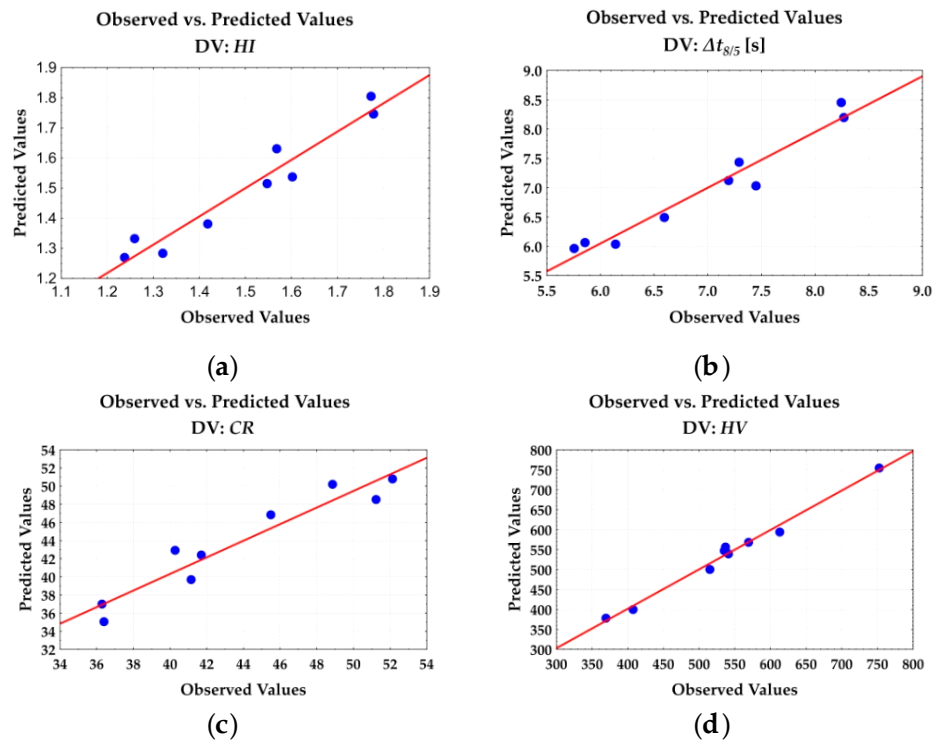 Observed vs. Predicted Values
DV: HI
1.9
1.8
1.7
1.6
1.5
1.4
1.3
1.2
1.1 1.2 1.3 1.4 1.5 1.6 1.7 1.8 1.9
Predicted Values
Observed Values
(a)
Observed vs. Predicted Values
DV: Δt8/5 [s]
9.0
8.5
8.0
7.5
7.0
6.5
6.0
5.5
5.5 6.0 6.5 7.0 7.5 8.0 8.5 9.0
Predicted Values
Observed Values
(b)
Observed vs. Predicted Values
DV: CR
54
52
50
48
46
44
42
40
38
36
34
32
34 36 38 40 42 44 46 48 50 52 54
Predicted Values
Observed Values
(c)
Observed vs. Predicted Values
DV: HV
800
750
700
650
600
550
500
450
400
350
300
300 350 400 450 500 550 600 650 700 750 800
Predicted Values
Observed Values
(d)